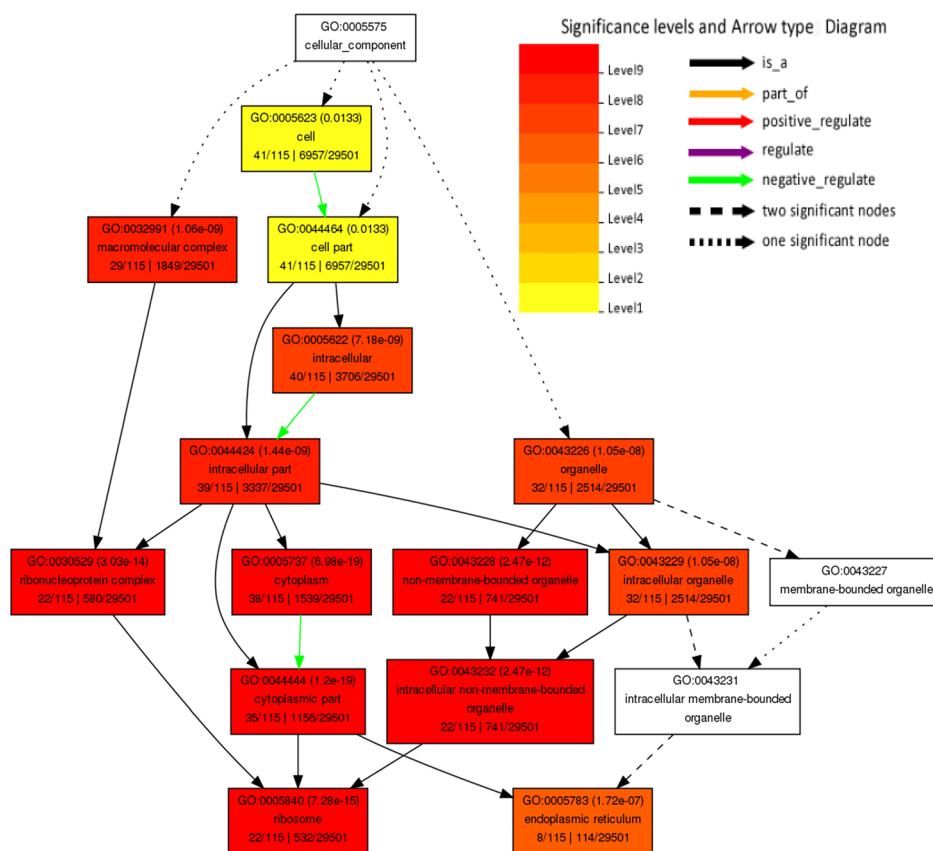 GO:0005575
cellular_component
Significance levels and Arrow type Diagram
Level9
Level8
Level7
Level6
Level5
Level4
Level3
Level2
Level1
is_a
part_of
positive_regulate
regulate
negative_regulate
two significant nodes
one significant node
GO:0005623 (0.0133)
cell
41/115 | 6957/29501
GO:0032991 (1.06e-09)
macromolecular complex
29/115 | 1849/29501
GO:0044464 (0.0133)
cell part
41/115 | 6957/29501
GO:0005622 (7.18e-09)
intracellular
40/115 | 3706/29501
GO:0044424 (1.44e-09)
intracellular part
39/115 | 3337/29501
GO:0043226 (1.05e-08)
organelle
32/115 | 2514/29501
GO:0030529 (3.03e-14)
ribonucleoprotein complex
22/115 | 580/29501
GO:0005737 (6.98e-19)
cytoplasm
38/115 | 1539/29501
GO:0043228 (2.47e-12)
non-membrane-bounded organelle
22/115 | 741/29501
GO:0043229 (1.05e-08)
intracellular organelle
32/115 | 2514/29501
GO:0043227
membrane-bounded organelle
GO:0044444 (1.2e-19)
cytoplasmic part
35/115 | 1156/29501
GO:0043232 (2.47e-12)
intracellular non-membrane-bounded
organelle
22/115 | 741/29501
GO:0043231
intracellular membrane-bounded
organelle
GO:0005840 (7.28e-15)
ribosome
22/115 | 532/29501
GO:0005783 (1.72e-07)
endoplasmic reticulum
8/115 | 114/29501